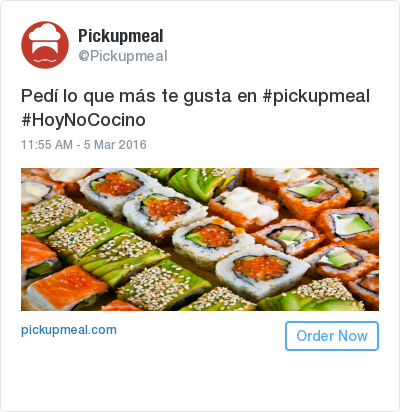 Pickupmeal
@Pickupmeal
Pedí lo que más te gusta en #pickupmeal
#HoyNoCocino
11:55 AM - 5 Mar 2016
pickupmeal.com
Order Now